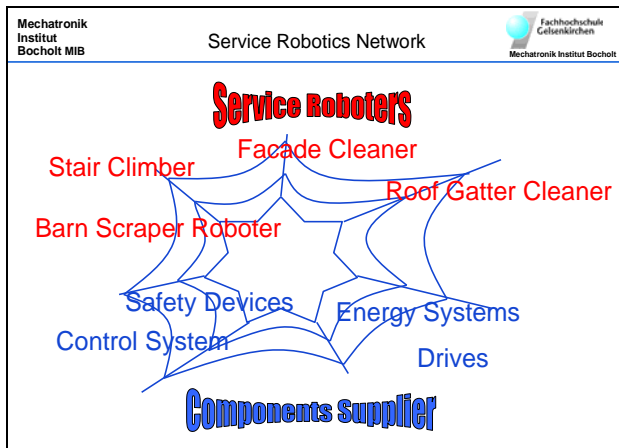 Mechatronik
Institut
Bocholt MIB
Service Robotics Network
Fachhochschule
Gelsenkirchen
Mechatronik Institut Bocholt
Service Roboters
Facade Cleaner
Stair Climber
Roof Gatter Cleaner
Barn Scraper Roboter
Safety Devices
Energy Systems
Control System
Drives
Components Supplier